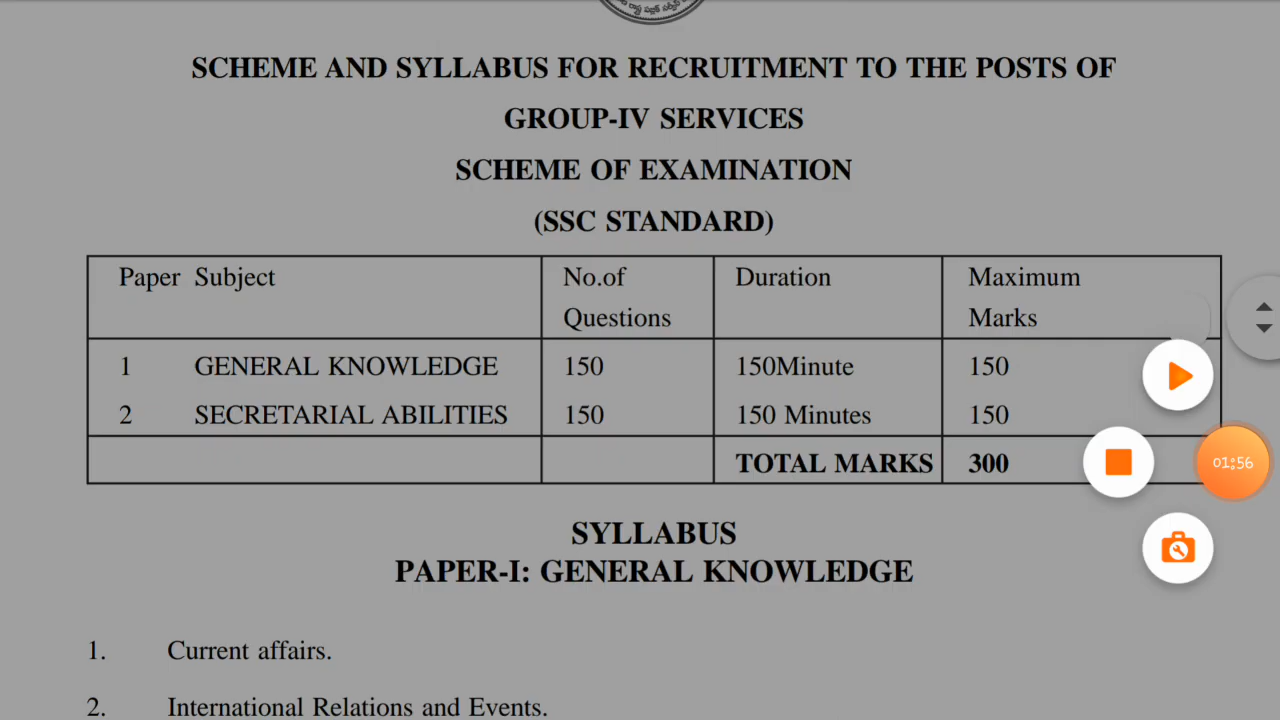 రాష్ట్ర పబ్లిక్ సర్వీస్
SCHEME AND SYLLABUS FOR RECRUITMENT TO THE POSTS OF
GROUP-IV SERVICES
SCHEME OF EXAMINATION
(SSC STANDARD)
Paper Subject No.of Questions Duration Maximum Marks
1 GENERAL KNOWLEDGE 150 150Minute 150
2 SECRETARIAL ABILITIES 150 150 Minutes 150
TOTAL MARKS 300
01:56
SYLLABUS
PAPER-I: GENERAL KNOWLEDGE
1. Current affairs.
2. International Relations and Events.